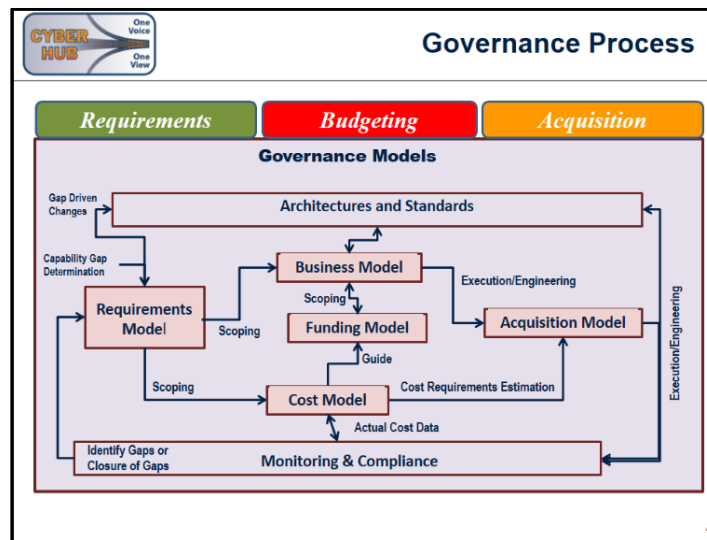 CYBER HUB
One Voice
One View
Governance Process
Requirements
Budgeting
Acquisition
Governance Models
Gap Driven
Changes
Architectures and Standards
Capability Gap
Determination
Business Model
Execution/Engineering
Requirements
Model
Scoping
Scoping
Funding Model
Acquisition Model
Execution/Engineering
Guide
Scoping
Cost Model
Cost Requirements Estimation
Actual Cost Data
Identify Gaps or
Closure of Gaps
Monitoring & Compliance